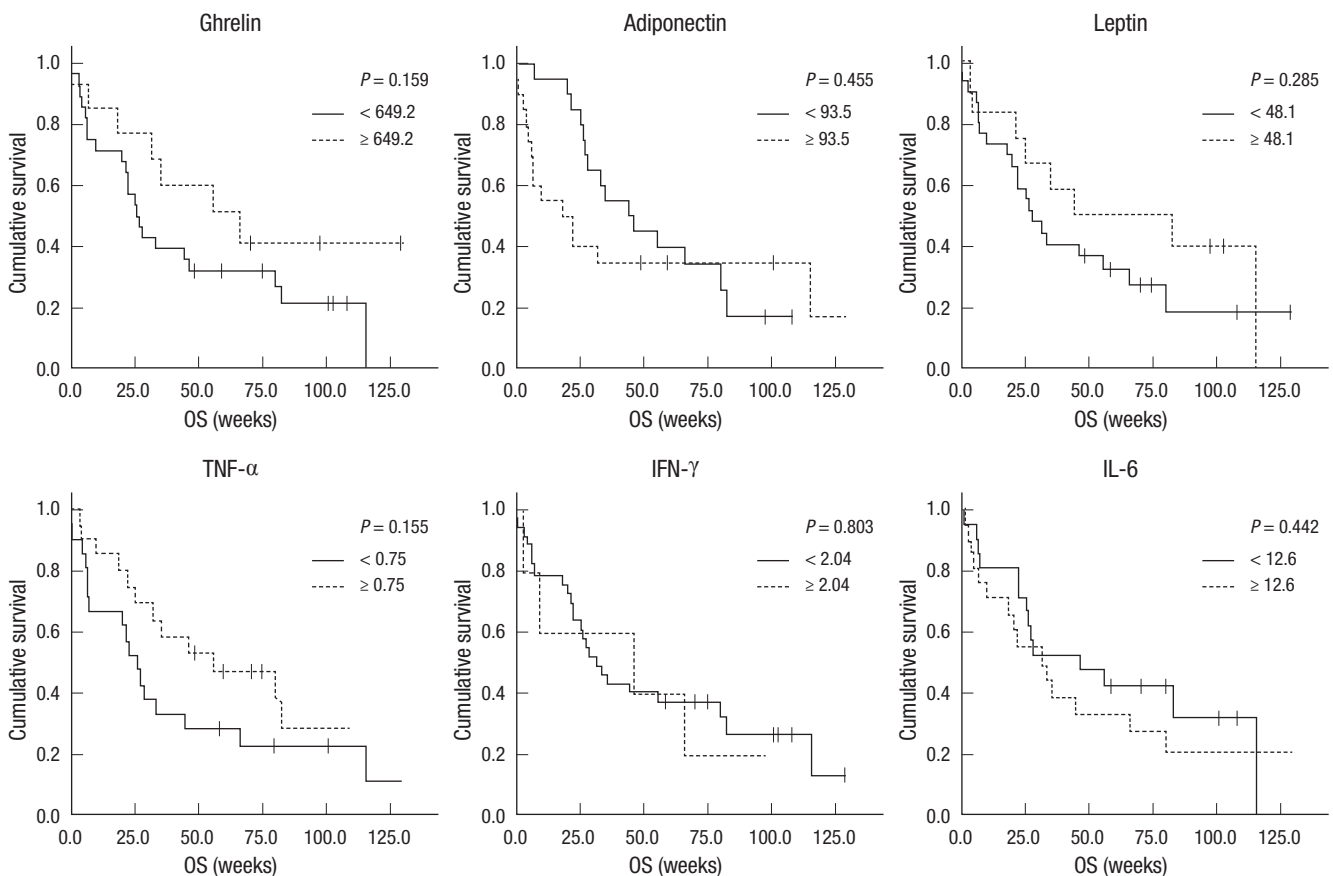 Ghrelin
Cumulative survival
1.0
0.8
0.6
0.4
0.2
0.0
P = 0.159
< 649.2
≥ 649.2
0.0 25.0 50.0 75.0 100.0 125.0
OS (weeks)
Adiponectin
Cumulative survival
1.0
0.8
0.6
0.4
0.2
0.0
P = 0.455
< 93.5
≥ 93.5
0.0 25.0 50.0 75.0 100.0 125.0
OS (weeks)
Leptin
Cumulative survival
1.0
0.8
0.6
0.4
0.2
0.0
P = 0.285
< 48.1
≥ 48.1
0.0 25.0 50.0 75.0 100.0 125.0
OS (weeks)
TNF-α
Cumulative survival
1.0
0.8
0.6
0.4
0.2
0.0
P = 0.155
< 0.75
≥ 0.75
0.0 25.0 50.0 75.0 100.0 125.0
OS (weeks)
IFN-γ
Cumulative survival
1.0
0.8
0.6
0.4
0.2
0.0
P = 0.803
< 2.04
≥ 2.04
0.0 25.0 50.0 75.0 100.0 125.0
OS (weeks)
IL-6
Cumulative survival
1.0
0.8
0.6
0.4
0.2
0.0
P = 0.442
< 12.6
≥ 12.6
0.0 25.0 50.0 75.0 100.0 125.0
OS (weeks)